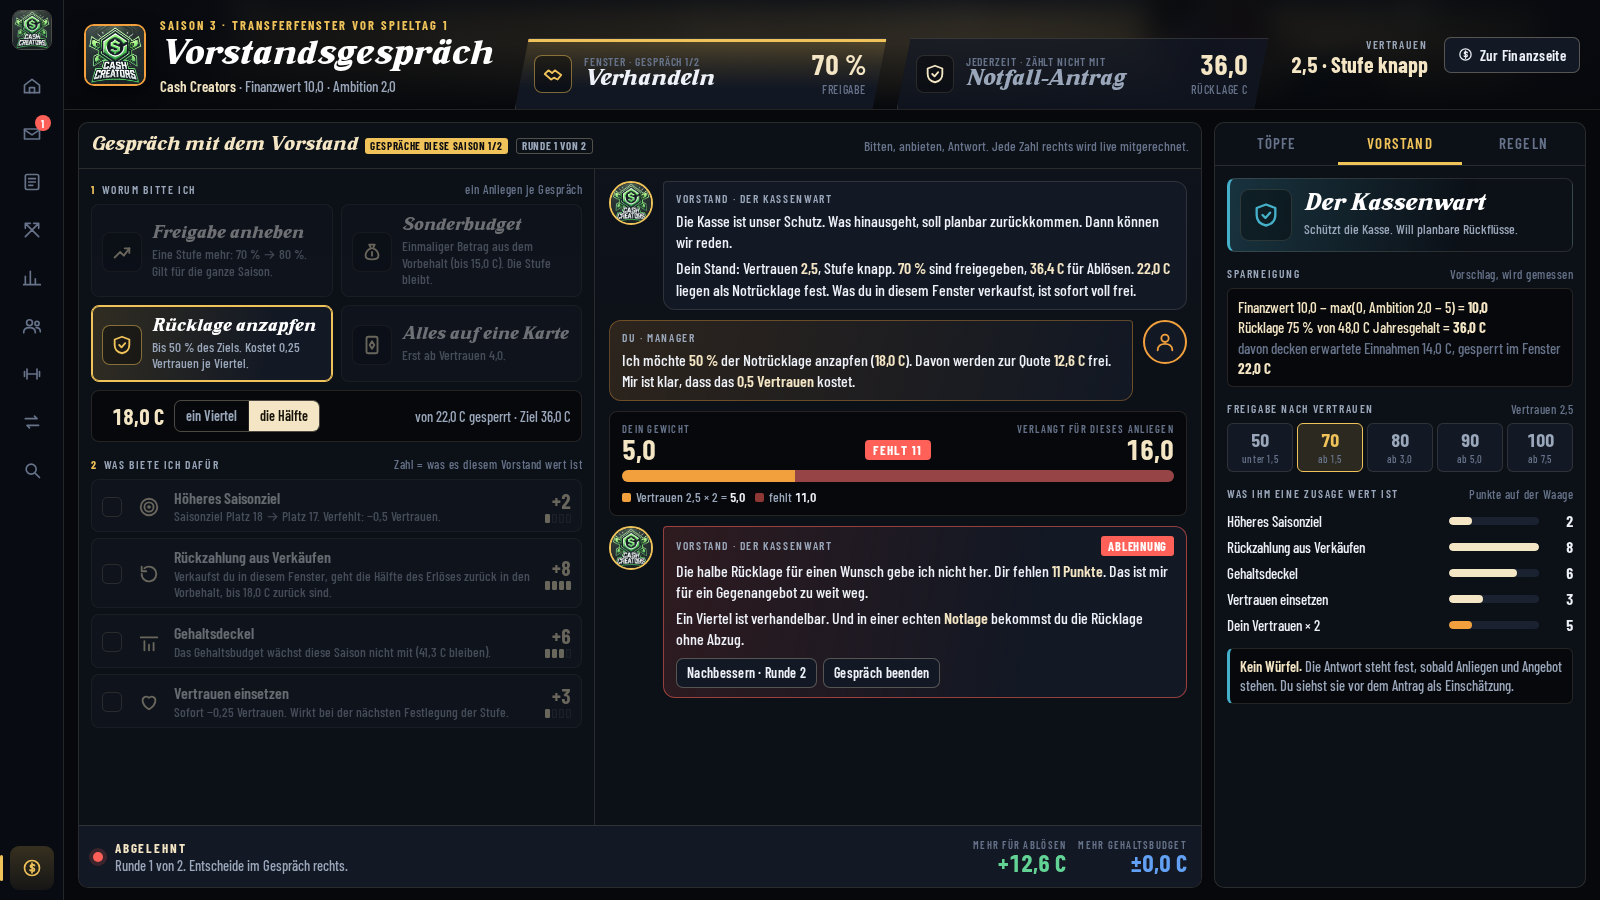 SAISON 3 · TRANSFERFENSTER VOR SPIELTAG 1
Vorstandsgespräch
Cash Creators · Finanzwert 10,0 · Ambition 2,0
FENSTER · GESPRÄCH 1/2
Verhandeln
70 %
FREIGABE
JEDERZEIT · ZÄHLT NICHT MIT
Notfall-Antrag
36,0
RÜCKLAGE C
VERTRAUEN
2,5 · Stufe knapp
Zur Finanzseite
CASH CREATORS
1
Gespräch mit dem Vorstand
GESPRÄCHE DIESE SAISON 1/2
RUNDE 1 VON 2
Bitten, anbieten, Antwort. Jede Zahl rechts wird live mitgerechnet.
1 WORUM BITTE ICH
ein Anliegen je Gespräch
Freigabe anheben
Eine Stufe mehr: 70 % → 80 %.
Gilt für die ganze Saison.
Sonderbudget
Einmaliger Betrag aus dem
Vorbehalt (bis 15,0 C). Die Stufe
bleibt.
Rücklage anzapfen
Bis 50 % des Ziels. Kostet 0,25
Vertrauen je Viertel.
Alles auf eine Karte
Erst ab Vertrauen 4,0.
18,0 C
ein Viertel
die Hälfte
von 22,0 C gesperrt · Ziel 36,0 C
2 WAS BIETE ICH DAFÜR
Zahl = was es diesem Vorstand wert ist
Höheres Saisonziel
Saisonziel Platz 18 → Platz 17. Verfehlt: −0,5 Vertrauen.
+2
Rückzahlung aus Verkäufen
Verkaufst du in diesem Fenster, geht die Hälfte des Erlöses zurück in den
Vorbehalt, bis 18,0 C zurück sind.
+8
Gehaltsdeckel
Das Gehaltsbudget wächst diese Saison nicht mit (41,3 C bleiben).
+6
Vertrauen einsetzen
Sofort −0,25 Vertrauen. Wirkt bei der nächsten Festlegung der Stufe.
+3
VORSTAND · DER KASSENWART
Die Kasse ist unser Schutz. Was hinausgeht, soll planbar zurückkommen. Dann können
wir reden.
Dein Stand: Vertrauen 2,5, Stufe knapp. 70 % sind freigegeben, 36,4 C für Ablösen. 22,0 C
liegen als Notrücklage fest. Was du in diesem Fenster verkaufst, ist sofort voll frei.
DU · MANAGER
Ich möchte 50 % der Notrücklage anzapfen (18,0 C). Davon werden zur Quote 12,6 C frei.
Mir ist klar, dass das 0,5 Vertrauen kostet.
DEIN GEWICHT
VERLANGT FÜR DIESES ANLIEGEN
5,0
FEHLT 11
16,0
Vertrauen 2,5 × 2 = 5,0
fehlt 11,0
VORSTAND · DER KASSENWART
ABLEHNUNG
Die halbe Rücklage für einen Wunsch gebe ich nicht her. Dir fehlen 11 Punkte. Das ist mir
für ein Gegenangebot zu weit weg.
Ein Viertel ist verhandelbar. Und in einer echten Notlage bekommst du die Rücklage
ohne Abzug.
Nachbessern · Runde 2
Gespräch beenden
ABGELEHNT
Runde 1 von 2. Entscheide im Gespräch rechts.
MEHR FÜR ABLÖSEN
+12,6 C
MEHR GEHALTSBUDGET
±0,0 C
TÖPFE
VORSTAND
REGELN
Der Kassenwart
Schützt die Kasse. Will planbare Rückflüsse.
SPARNEIGUNG
Vorschlag, wird gemessen
Finanzwert 10,0 − max(0, Ambition 2,0 − 5) = 10,0
Rücklage 75 % von 48,0 C Jahresgehalt = 36,0 C
davon decken erwartete Einnahmen 14,0 C, gesperrt im Fenster
22,0 C
FREIGABE NACH VERTRAUEN
Vertrauen 2,5
50
unter 1,5
70
ab 1,5
80
ab 3,0
90
ab 5,0
100
ab 7,5
WAS IHM EINE ZUSAGE WERT IST
Punkte auf der Waage
Höheres Saisonziel
2
Rückzahlung aus Verkäufen
8
Gehaltsdeckel
6
Vertrauen einsetzen
3
Dein Vertrauen × 2
5
Kein Würfel. Die Antwort steht fest, sobald Anliegen und Angebot
stehen. Du siehst sie vor dem Antrag als Einschätzung.